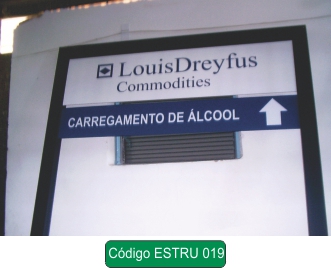 LouisDreyfus
Commodities
CARREGAMENTO DE ÁLCOOL
Código ESTRU 019